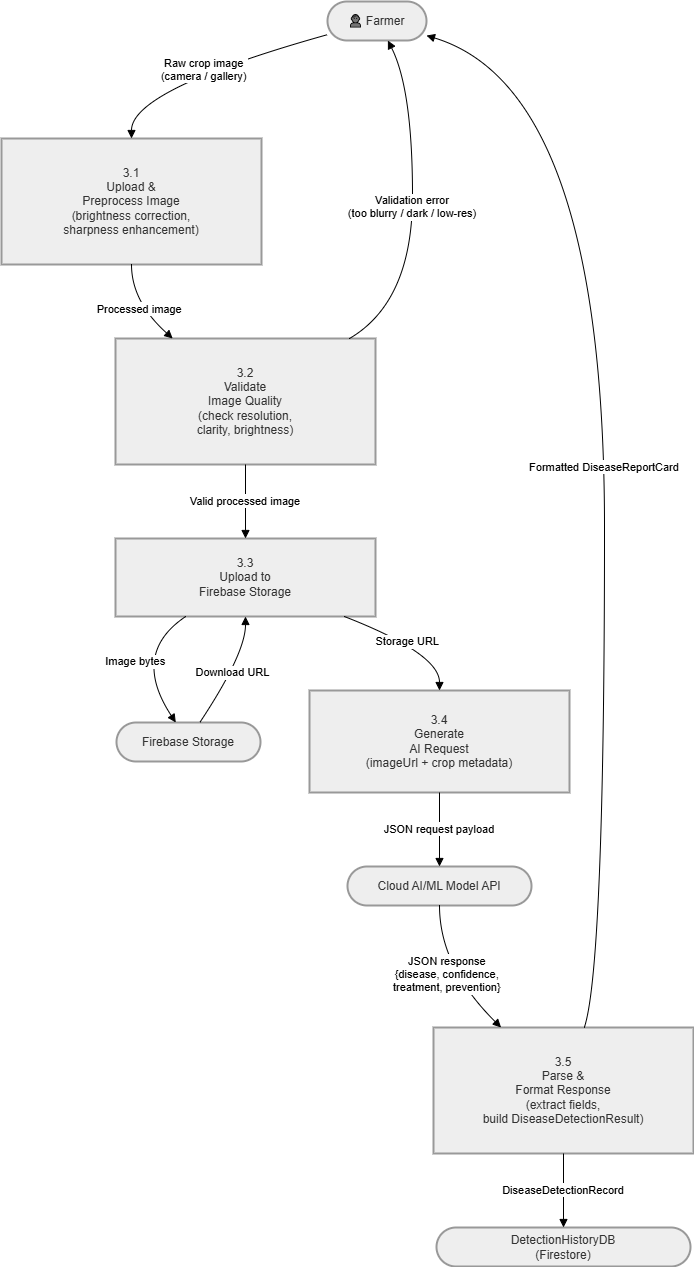 Farmer
Raw crop image
(camera / gallery)
3.1
Upload &
Preprocess Image
(brightness correction,
sharpness enhancement)
Validation error
(too blurry / dark / low-res)
Processed image
3.2
Validate
Image Quality
(check resolution,
clarity, brightness)
Formatted DiseaseReportCard
Valid processed image
3.3
Upload to
Firebase Storage
Image bytes
Download URL
Storage URL
Firebase Storage
3.4
Generate
AI Request
(imageUrl + crop metadata)
JSON request payload
Cloud AI/ML Model API
JSON response
{disease, confidence,
treatment, prevention}
3.5
Parse &
Format Response
(extract fields,
build DiseaseDetectionResult)
DiseaseDetectionRecord
DetectionHistoryDB
(Firestore)